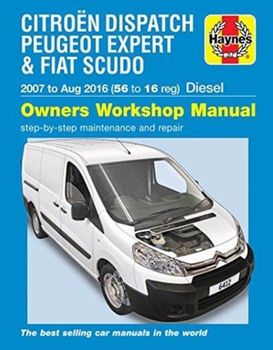 CITROËN DISPATCH
PEUGEOT EXPERT
& FIAT SCUDO
Haynes
2007 to Aug 2016 (56 to 16 reg) Diesel
Owners Workshop Manual
step-by-step maintenance and repair
6412
The best selling car manuals in the world